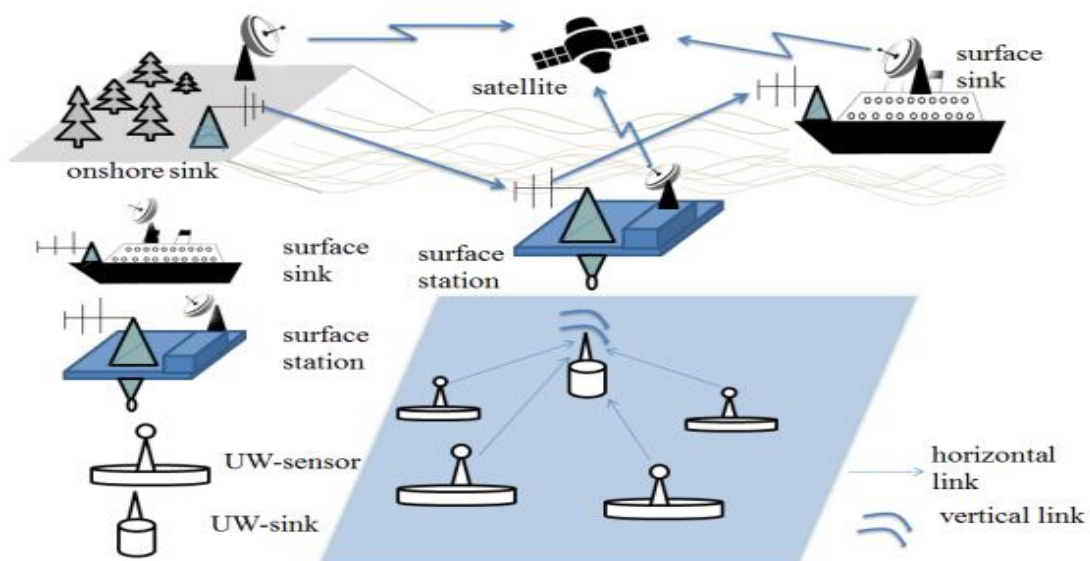 satellite
surface
sink
onshore sink
surface
sink
surface
station
surface
station
UW-sensor
UW-sink
horizontal
link
vertical link